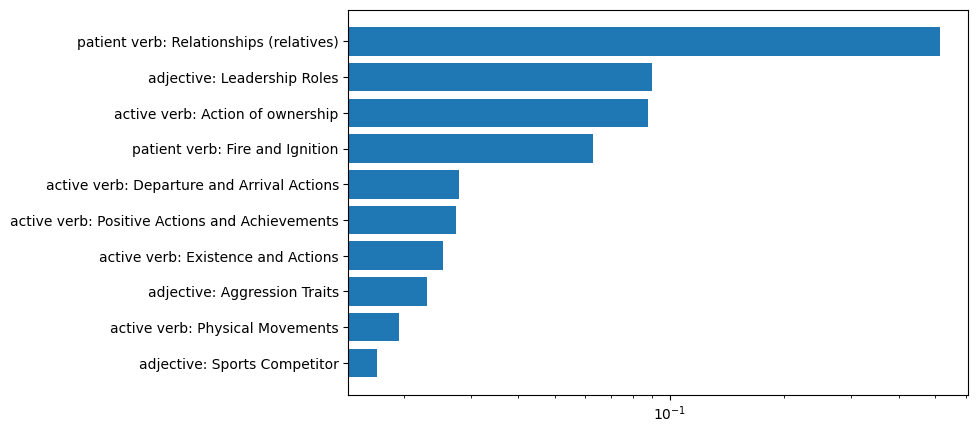 patient verb: Relationships (relatives)
adjective: Leadership Roles
active verb: Action of ownership
patient verb: Fire and Ignition
active verb: Departure and Arrival Actions
active verb: Positive Actions and Achievements
active verb: Existence and Actions
adjective: Aggression Traits
active verb: Physical Movements
adjective: Sports Competitor
10⁻¹